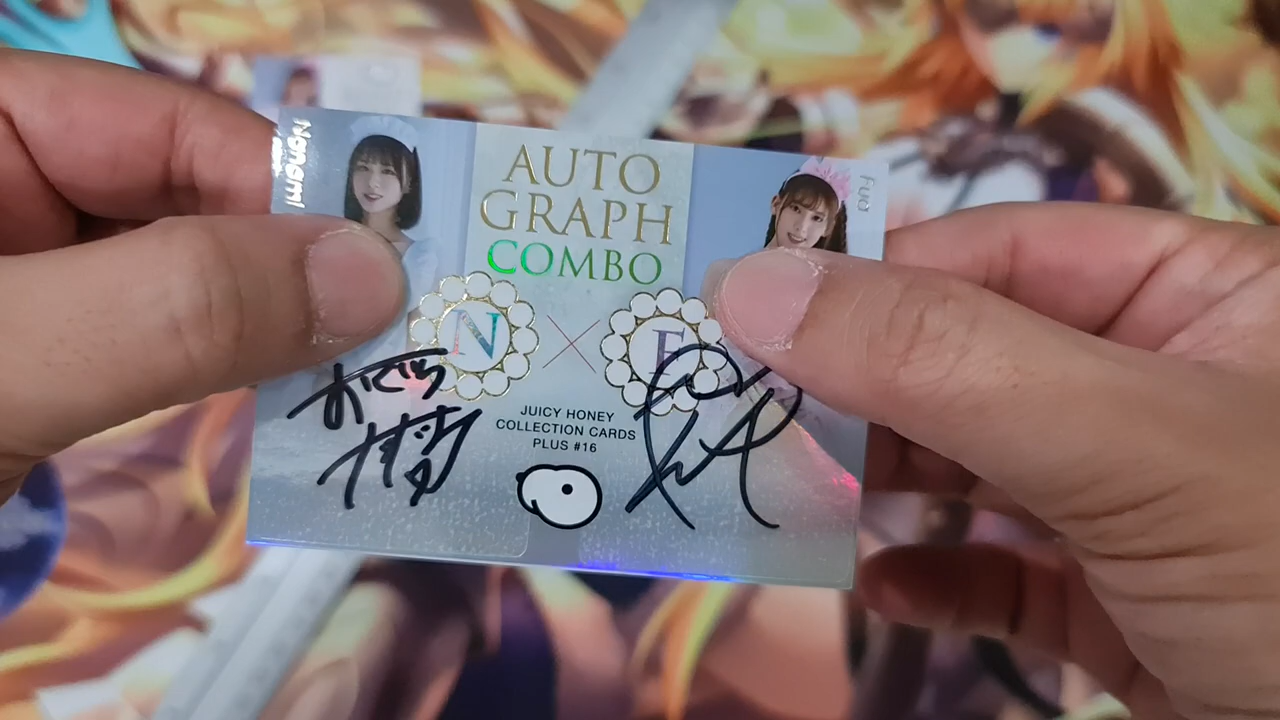 Nanami
AUTO
GRAPH
COMBO
Fua
N
F
JUICY HONEY
COLLECTION CARDS
PLUS #16